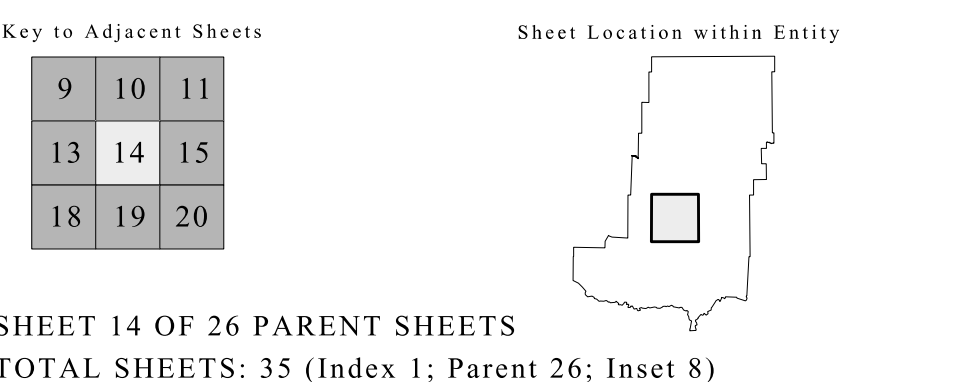 Key to Adjacent Sheets
Sheet Location within Entity
9 10 11
13 14 15
18 19 20
SHEET 14 OF 26 PARENT SHEETS
TOTAL SHEETS: 35 (Index 1; Parent 26; Inset 8)